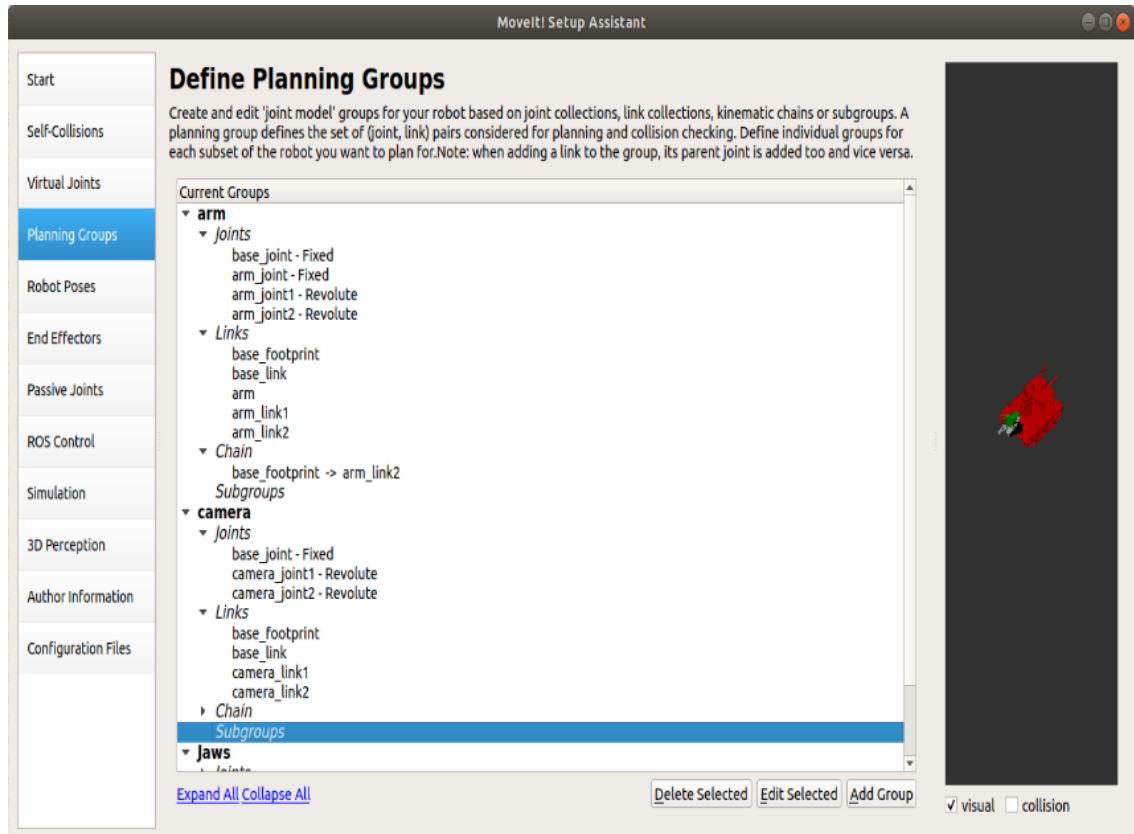 MoveIt! Setup Assistant
Start
Self-Collisions
Virtual Joints
Planning Groups
Robot Poses
End Effectors
Passive Joints
ROS Control
Simulation
3D Perception
Author Information
Configuration Files
Define Planning Groups
Create and edit 'joint model' groups for your robot based on joint collections, link collections, kinematic chains or subgroups. A
planning group defines the set of (joint, link) pairs considered for planning and collision checking. Define individual groups for
each subset of the robot you want to plan for.Note: when adding a link to the group, its parent joint is added too and vice versa.
Current Groups
arm
Joints
base_joint - Fixed
arm_joint - Fixed
arm_joint1 - Revolute
arm_joint2 - Revolute
Links
base_footprint
base_link
arm
arm_link1
arm_link2
Chain
base_footprint -> arm_link2
Subgroups
camera
Joints
base_joint - Fixed
camera_joint1 - Revolute
camera_joint2 - Revolute
Links
base_footprint
base_link
camera_link1
camera_link2
Chain
Subgroups
Jaws
Joints
Expand All Collapse All
Delete Selected
Edit Selected
Add Group
visual
collision